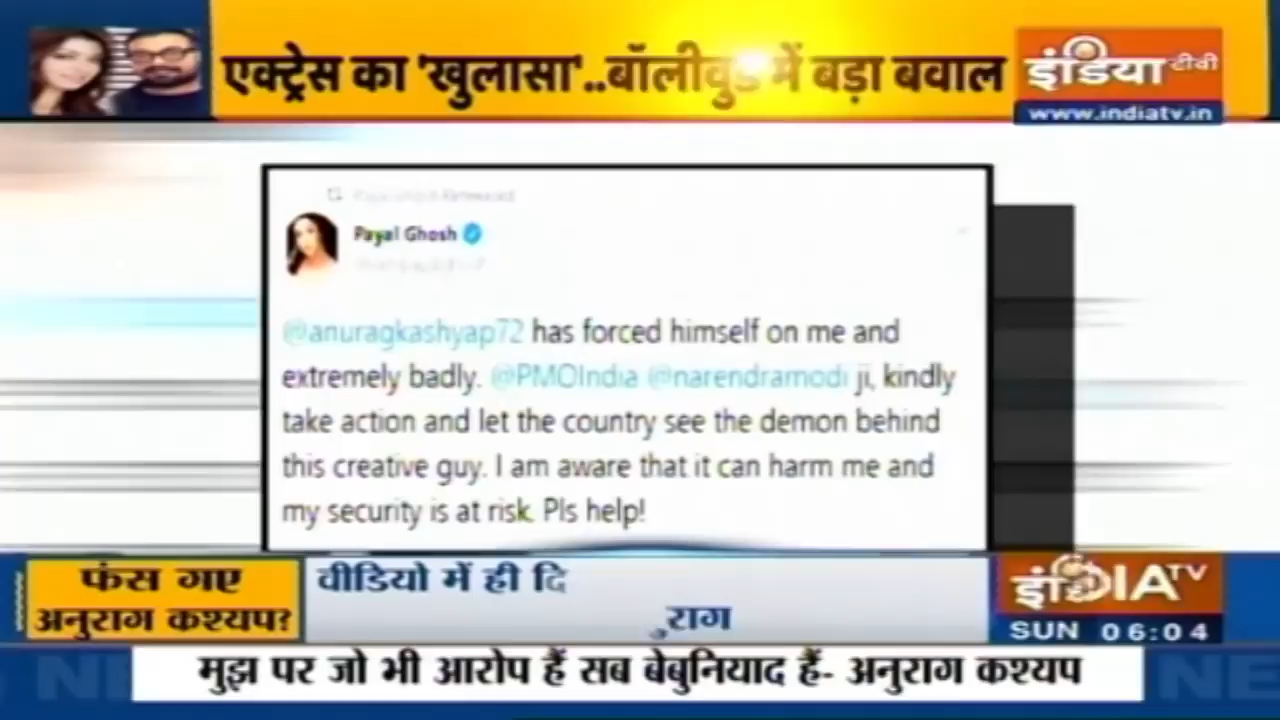 एक्ट्रेस का 'खुलासा'..बॉलीवुड में बड़ा बवाल
इंडिया टीवी
www.indiatv.in
Payal Ghosh
@anuragkashyap72 has forced himself on me and
extremely badly. @PMOIndia @narendramodi ji, kindly
take action and let the country see the demon behind
this creative guy. I am aware that it can harm me and
my security is at risk. Pls help!
फंस गए
अनुराग कश्यप?
वीडियो में ही दि
ुराग
इंDIA TV
SUN 06:04
मुझ पर जो भी आरोप हैं सब बेबुनियाद हैं- अनुराग कश्यप
NE
NE